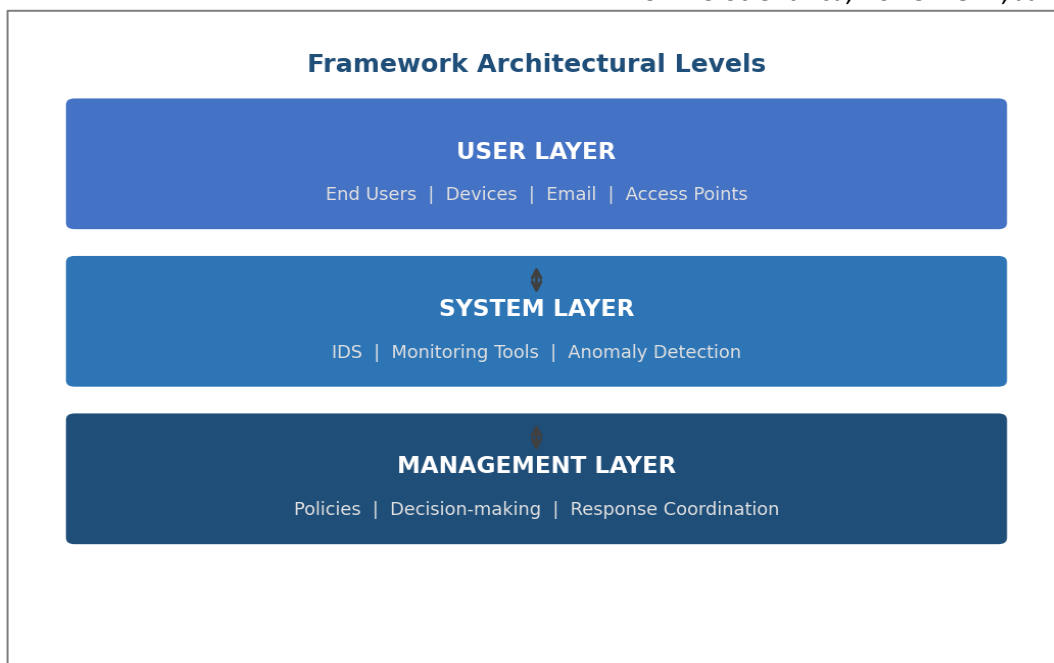 Framework Architectural Levels
USER LAYER
End Users | Devices | Email | Access Points
SYSTEM LAYER
IDS | Monitoring Tools | Anomaly Detection
MANAGEMENT LAYER
Policies | Decision-making | Response Coordination